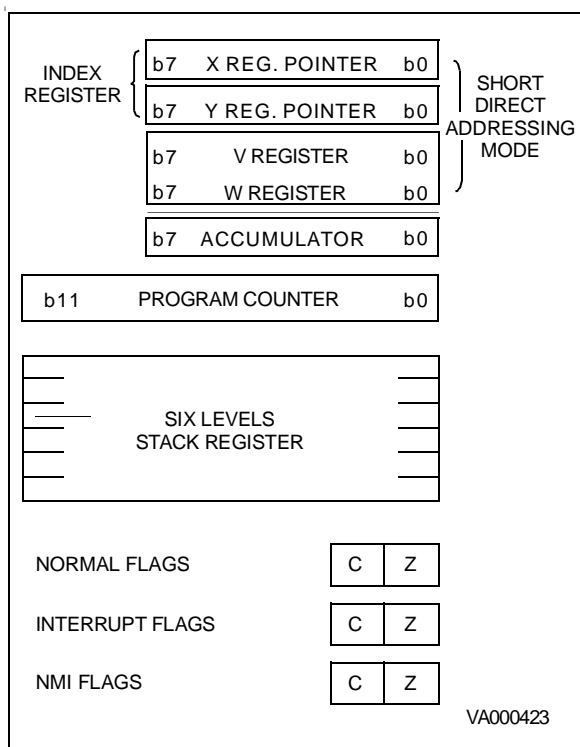 INDEX
REGISTER
b7 X REG. POINTER b0
b7 Y REG. POINTER b0
b7 V REGISTER b0
b7 W REGISTER b0
b7 ACCUMULATOR b0
SHORT
DIRECT
ADDRESSING
MODE
b11 PROGRAM COUNTER b0
SIX LEVELS
STACK REGISTER
NORMAL FLAGS C Z
INTERRUPT FLAGS C Z
NMI FLAGS C Z
VA000423